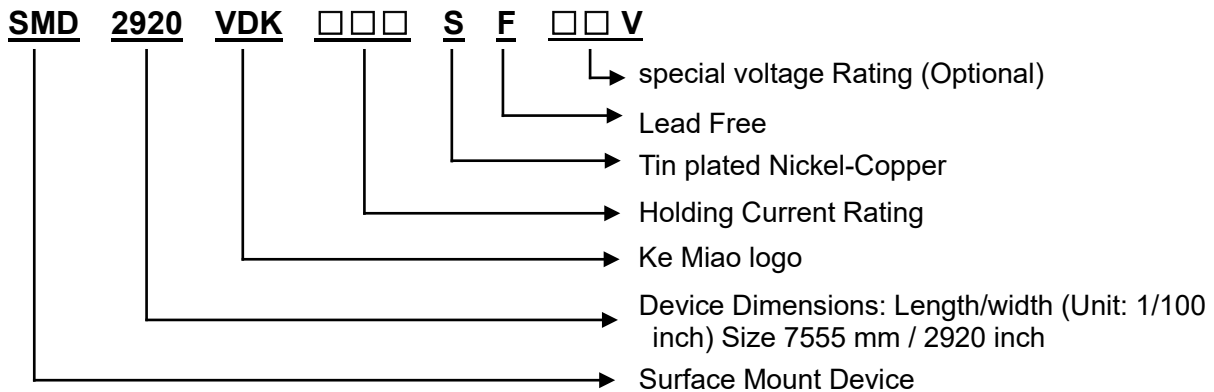 SMD 2920 VDK □□□ S F □□ V
special voltage Rating (Optional)
Lead Free
Tin plated Nickel-Copper
Holding Current Rating
Ke Miao logo
Device Dimensions: Length/width (Unit: 1/100
inch) Size 7555 mm / 2920 inch
Surface Mount Device